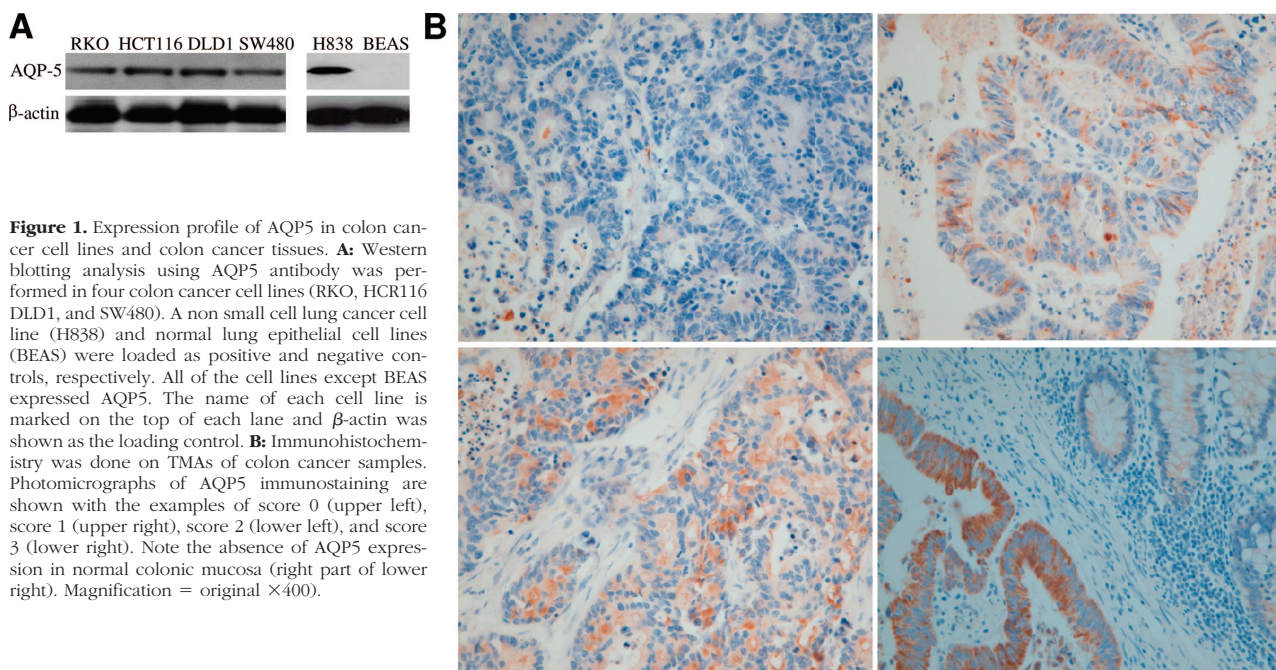 A
RKO HCT116 DLD1 SW480 H838 BEAS
AQP-5
β-actin
B
Figure 1. Expression profile of AQP5 in colon can-
cer cell lines and colon cancer tissues. A: Western
blotting analysis using AQP5 antibody was per-
formed in four colon cancer cell lines (RKO, HCR116
DLD1, and SW480). A non small cell lung cancer cell
line (H838) and normal lung epithelial cell lines
(BEAS) were loaded as positive and negative con-
trols, respectively. All of the cell lines except BEAS
expressed AQP5. The name of each cell line is
marked on the top of each lane and β-actin was
shown as the loading control. B: Immunohistochem-
istry was done on TMAs of colon cancer samples.
Photomicrographs of AQP5 immunostaining are
shown with the examples of score 0 (upper left),
score 1 (upper right), score 2 (lower left), and score
3 (lower right). Note the absence of AQP5 expres-
sion in normal colonic mucosa (right part of lower
right). Magnification = original ×400).